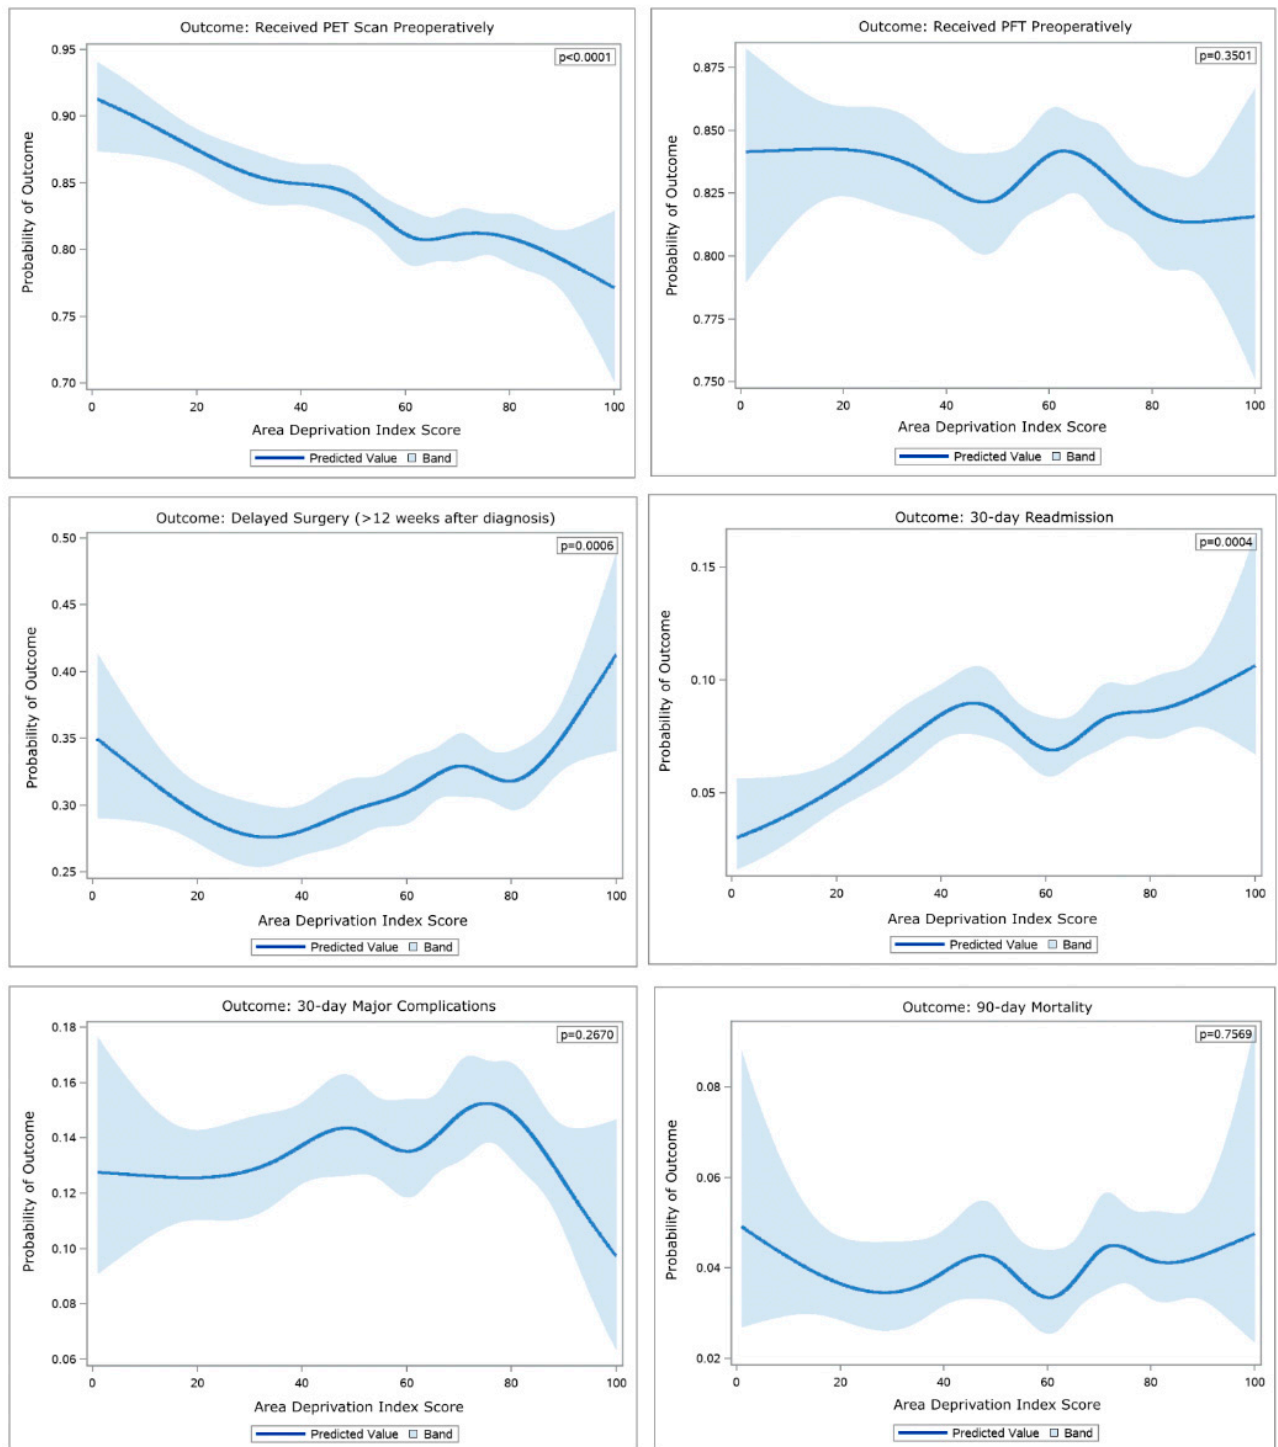 Outcome: Received PET Scan Preoperatively
p<0.0001
0.95
0.90
0.85
0.80
0.75
0.70
Probability of Outcome
0 20 40 60 80 100
Area Deprivation Index Score
Predicted Value Band
Outcome: Received PFT Preoperatively
p=0.3501
0.875
0.850
0.825
0.800
0.775
0.750
Probability of Outcome
0 20 40 60 80 100
Area Deprivation Index Score
Predicted Value Band
Outcome: Delayed Surgery (>12 weeks after diagnosis)
p=0.0006
0.50
0.45
0.40
0.35
0.30
0.25
Probability of Outcome
0 20 40 60 80 100
Area Deprivation Index Score
Predicted Value Band
Outcome: 30-day Readmission
p=0.0004
0.15
0.10
0.05
Probability of Outcome
0 20 40 60 80 100
Area Deprivation Index Score
Predicted Value Band
Outcome: 30-day Major Complications
p=0.2670
0.18
0.16
0.14
0.12
0.10
0.08
0.06
Probability of Outcome
0 20 40 60 80 100
Area Deprivation Index Score
Predicted Value Band
Outcome: 90-day Mortality
p=0.7569
0.08
0.06
0.04
0.02
Probability of Outcome
0 20 40 60 80 100
Area Deprivation Index Score
Predicted Value Band